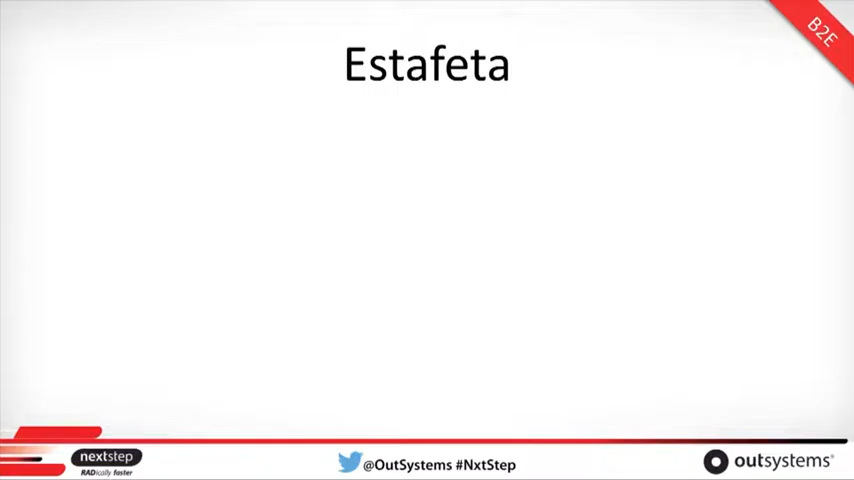 B2E
Estafeta
nextstep
RADically faster
@OutSystems #NxtStep
outsystems®